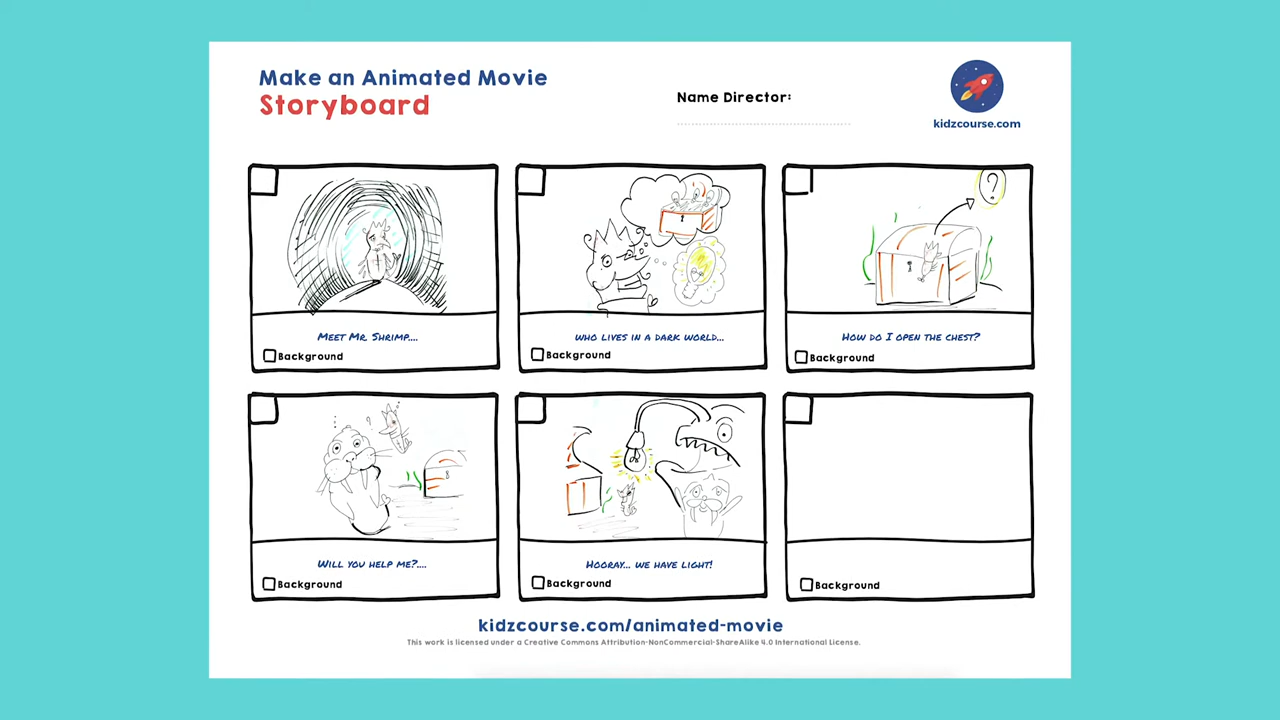 Make an Animated Movie
Storyboard
Name Director:
kidzcourse.com
?
Meet Mr. Shrimp....
Background
who lives in a dark world...
Background
How do I open the chest?
Background
! !
Will you help me?....
Background
Hooray... we have light!
Background
Background
kidzcourse.com/animated-movie
This work is licensed under a Creative Commons Attribution-NonCommercial-ShareAlike 4.0 International License.